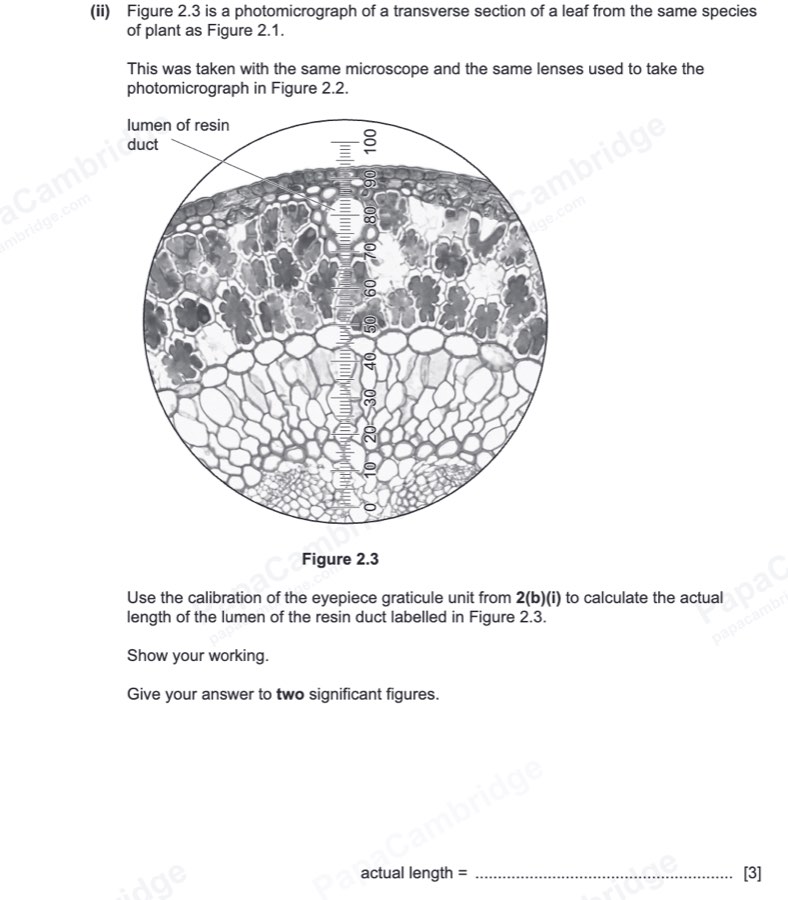 (ii) Figure 2.3 is a photomicrograph of a transverse section of a leaf from the same species
of plant as Figure 2.1.
This was taken with the same microscope and the same lenses used to take the
photomicrograph in Figure 2.2.
lumen of resin
duct
0 10 20 30 40 50 60 70 80 90 100
Figure 2.3
Use the calibration of the eyepiece graticule unit from 2(b)(i) to calculate the actual
length of the lumen of the resin duct labelled in Figure 2.3.
Show your working.
Give your answer to two significant figures.
PapaCambridge
actual length = ........................................................... [3]